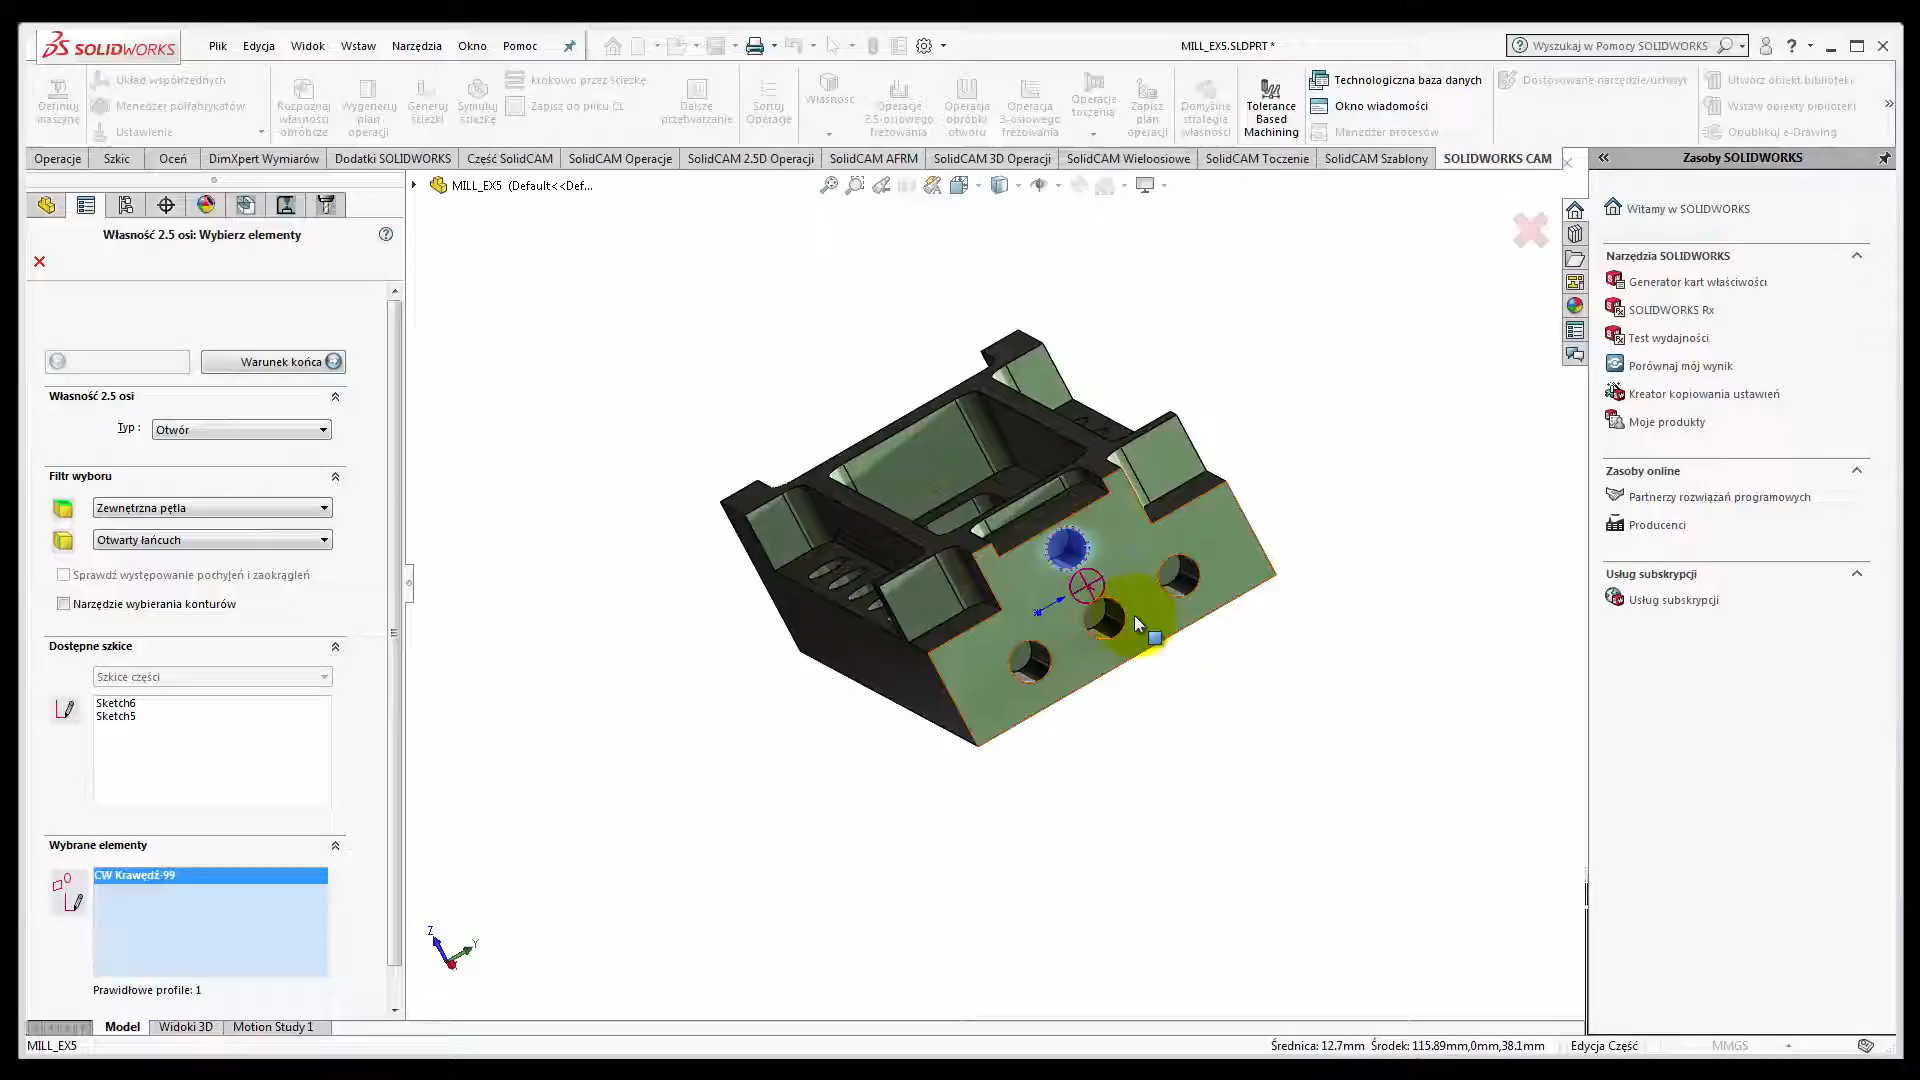 SOLIDWORKS
Plik Edycja Widok Wstaw Narzędzia Okno Pomoc
MILL_EX5.SLDPRT *
Wyszukaj w Pomocy SOLIDWORKS
Definiuj
maszynę
Układ współrzędnych
Menedżer półfabrykatów
Ustawienie
Rozpoznaj
własności
obróbcze
Wygeneruj
plan
operacji
Generuj
ścieżki
Symuluj
ścieżkę
Krokowo przez ścieżkę
Zapisz do pliku CL
Dalsze
przetwarzanie
Sortuj
Operacje
Własność
Operacje
2.5-osiowego
frezowania
Operacja
obróbki
otworu
Operacje
3-osiowego
frezowania
Operacje
toczenia
Zapisz
plan
operacji
Domyślne
strategie
własności
Tolerance
Based
Machining
Technologiczna baza danych
Okno wiadomości
Menedżer procesów
Dostosowane narzędzie/uchwyt
Utwórz obiekt biblioteki
Wstaw obiekty biblioteki
Opublikuj e-Drawing
Operacje Szkic Oceń DimXpert Wymiarów Dodatki SOLIDWORKS Część SolidCAM SolidCAM Operacje SolidCAM 2.5D Operacji SolidCAM AFRM SolidCAM 3D Operacji SolidCAM Wieloosiowe SolidCAM Toczenie SolidCAM Szablony SOLIDWORKS CAM
Zasoby SOLIDWORKS
MILL_EX5 (Default<<Def...
Własność 2.5 osi: Wybierz elementy
Warunek końca
Własność 2.5 osi
Typ : Otwór
Filtr wyboru
Zewnętrzna pętla
Otwarty łańcuch
Sprawdź występowanie pochyleń i zaokrągleń
Narzędzie wybierania konturów
Dostępne szkice
Szkice części
Sketch6
Sketch5
Wybrane elementy
CW Krawędź-99
Prawidłowe profile: 1
Z
Y
Witamy w SOLIDWORKS
Narzędzia SOLIDWORKS
Generator kart właściwości
SOLIDWORKS Rx
Test wydajności
Porównaj mój wynik
Kreator kopiowania ustawień
Moje produkty
Zasoby online
Partnerzy rozwiązań programowych
Producenci
Usług subskrypcji
Usług subskrypcji
Model Widoki 3D Motion Study 1
MILL_EX5
Średnica: 12.7mm Środek: 115.89mm,0mm,38.1mm
Edycja Część
MMGS